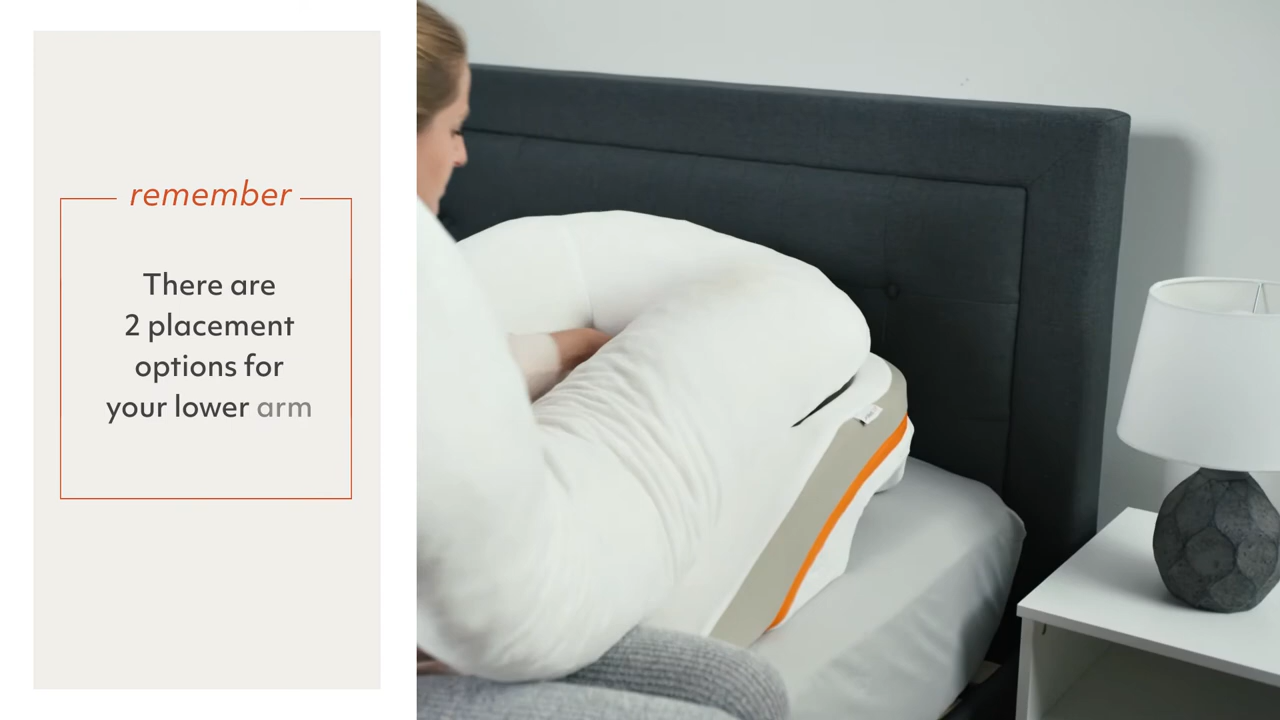 remember
There are
2 placement
options for
your lower arm